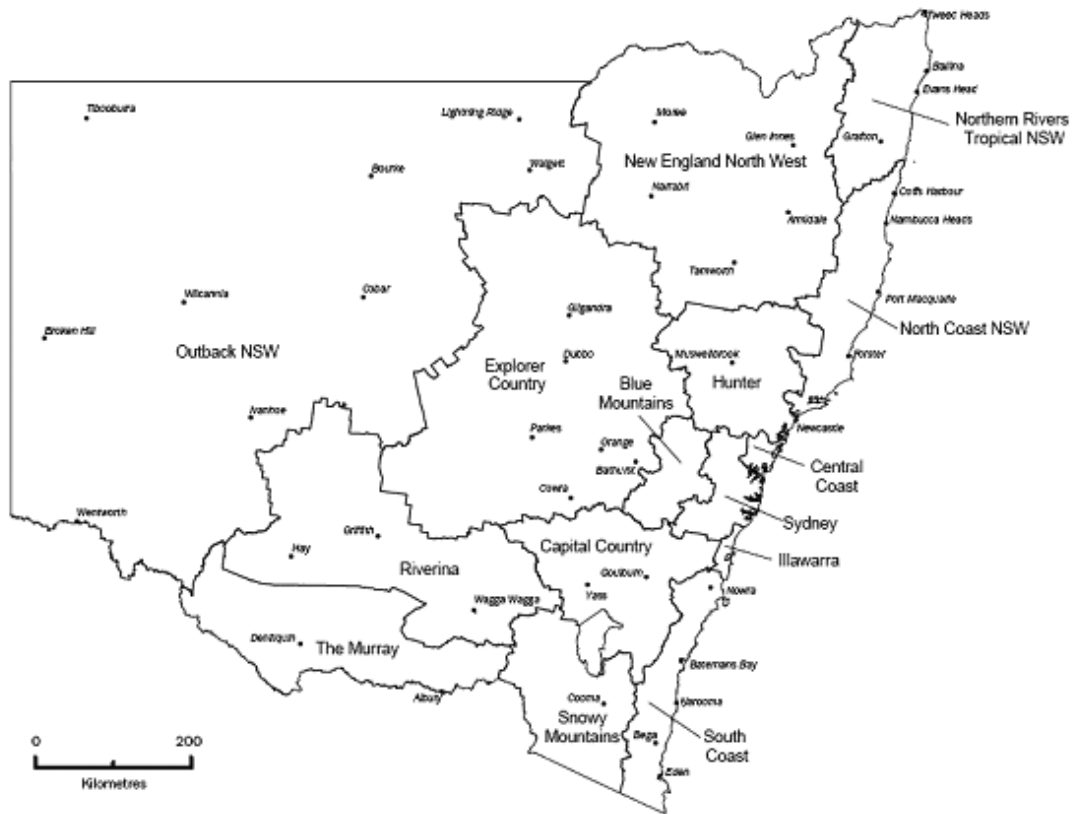 Tweed Heads
Ballina
Evans Head
Tibooburra
Lightning Ridge
Moree
Northern Rivers
Tropical NSW
Glen Innes
Grafton
New England North West
Walgett
Bourke
Narrabri
Coffs Harbour
Armidale
Nambucca Heads
Tamworth
Wilcannia
Cobar
Port Macquarie
Gilgandra
North Coast NSW
Broken Hill
Outback NSW
Dubbo
Muswellbrook
Forster
Explorer
Country
Blue
Mountains
Hunter
Ivanhoe
Newcastle
Parkes
Orange
Bathurst
Central
Coast
Cowra
Wentworth
Sydney
Griffith
Hay
Capital Country
Illawarra
Riverina
Goulburn
Yass
Nowra
Wagga Wagga
Deniliquin
The Murray
Batemans Bay
Albury
Cooma
Narooma
Snowy
Mountains
Bega
South
Coast
Eden
0
200
Kilometres